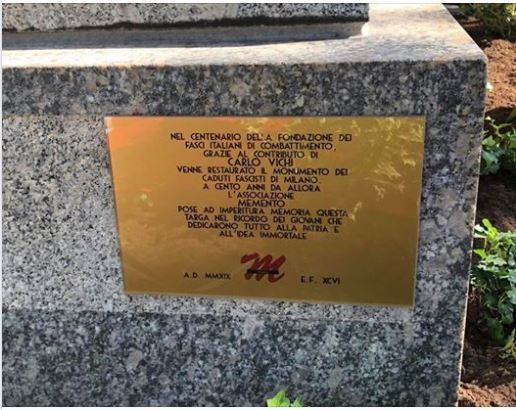 NEL CENTENARIO DELLA FONDAZIONE DEI
FASCI ITALIANI DI COMBATTIMENTO,
GRAZIE AL CONTRIBUTO DI
CARLO VICHI
VENNE RESTAURATO IL MONUMENTO DEI
CADUTI FASCISTI DI MILANO.
A CENTO ANNI DA ALLORA
L'ASSOCIAZIONE
MEMENTO
POSE AD IMPERITURA MEMORIA QUESTA
TARGA NEL RICORDO DEI GIOVANI CHE
DEDICARONO TUTTO ALLA PATRIA E
ALL'IDEA IMMORTALE
A.D. MMXIX M E.F. XCVI